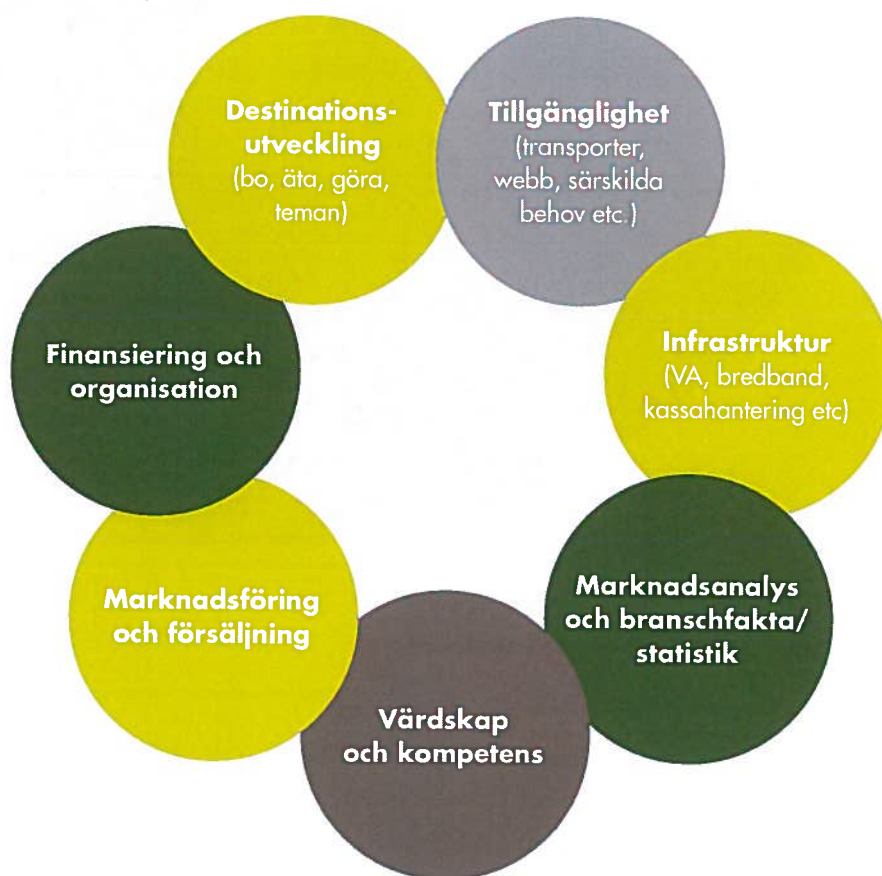 Destinations-
utveckling
(bo, äta, göra,
teman)
Tillgänglighet
(transporter,
webb, särskilda
behov etc.)
Infrastruktur
(VA, bredband,
kassahantering etc)
Marknadsanalys
och branschfakta/
statistik
Värdskap
och kompetens
Marknadsföring
och försäljning
Finansiering och
organisation